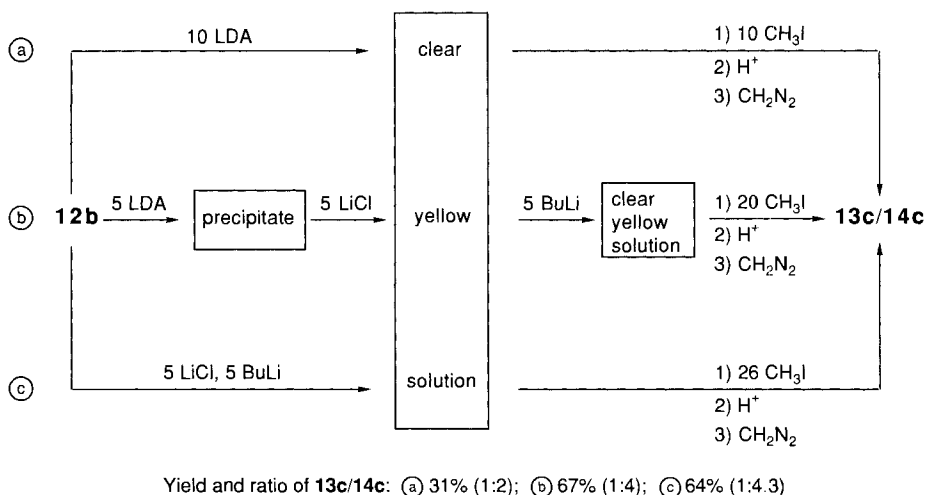 ⓐ 10 LDA clear 1) 10 CH₃I
2) H⁺
3) CH₂N₂
ⓑ 12b 5 LDA precipitate 5 LiCl yellow 5 BuLi clear yellow solution 1) 20 CH₃I 13c/14c
2) H⁺
3) CH₂N₂
ⓒ 5 LiCl, 5 BuLi solution 1) 26 CH₃I
2) H⁺
3) CH₂N₂
Yield and ratio of 13c/14c: ⓐ 31% (1:2); ⓑ 67% (1:4); ⓒ 64% (1:4.3)